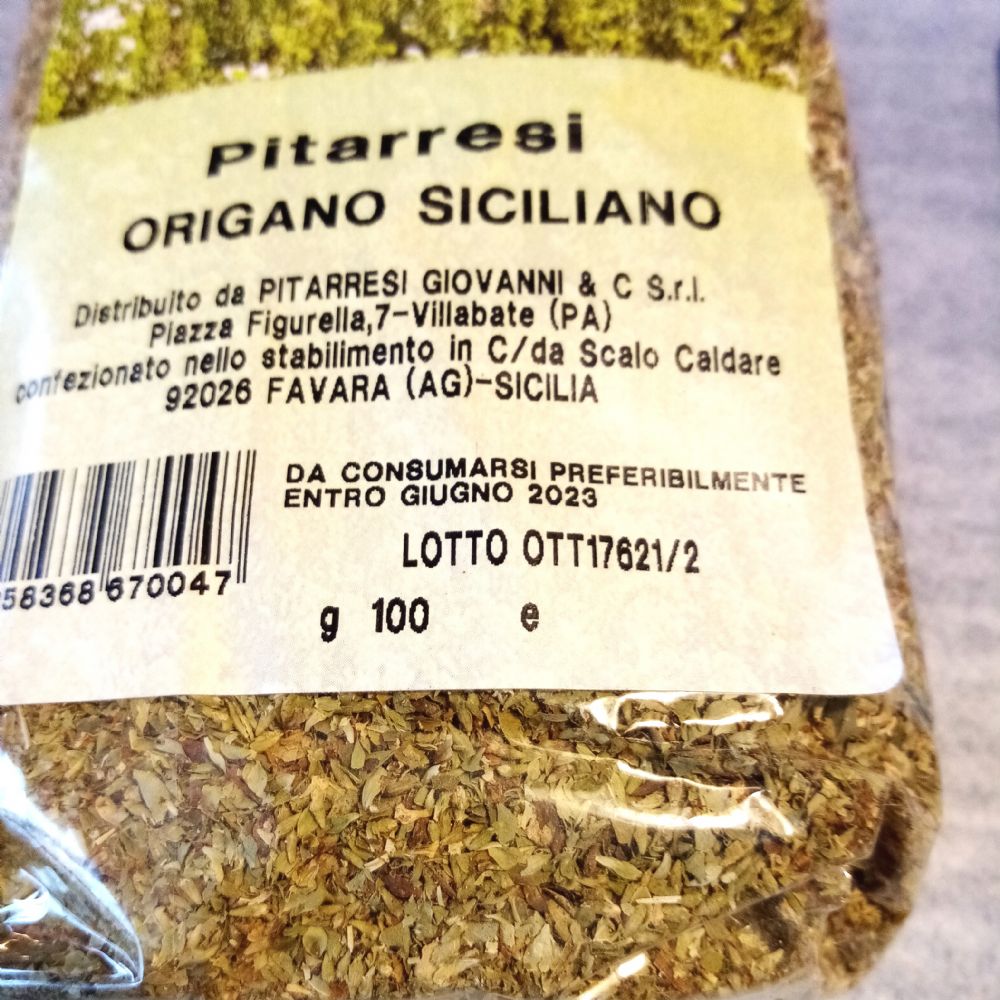 Pitarresi
ORIGANO SICILIANO
Distribuito da PITARRESI GIOVANNI & C S.r.l.
Piazza Figurella,7-Villabate (PA)
confezionato nello stabilimento in C/da Scalo Caldare
92026 FAVARA (AG)-SICILIA
DA CONSUMARSI PREFERIBILMENTE
ENTRO GIUGNO 2023
LOTTO OTT17621/2
58368 670047
g 100 e